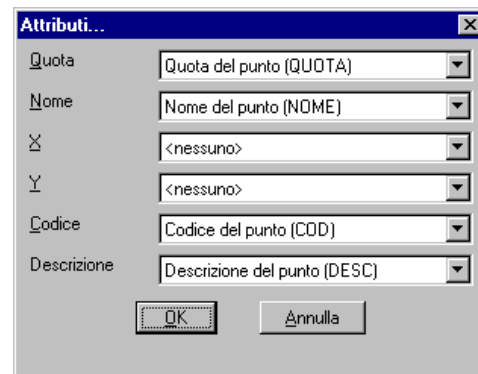 Attributi...
Quota Quota del punto (QUOTA)
Nome Nome del punto (NOME)
X <nessuno>
Y <nessuno>
Codice Codice del punto (COD)
Descrizione Descrizione del punto (DESC)
OK Annulla